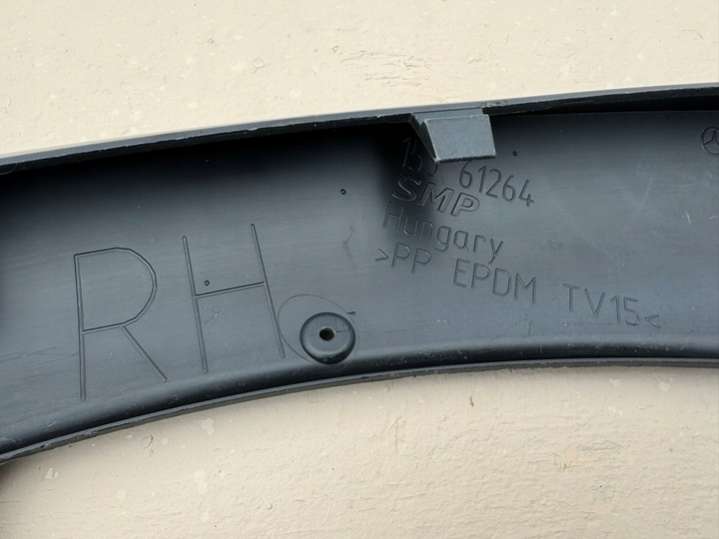 RH
61264
SMP
Hungary
>PP EPDM TV15<